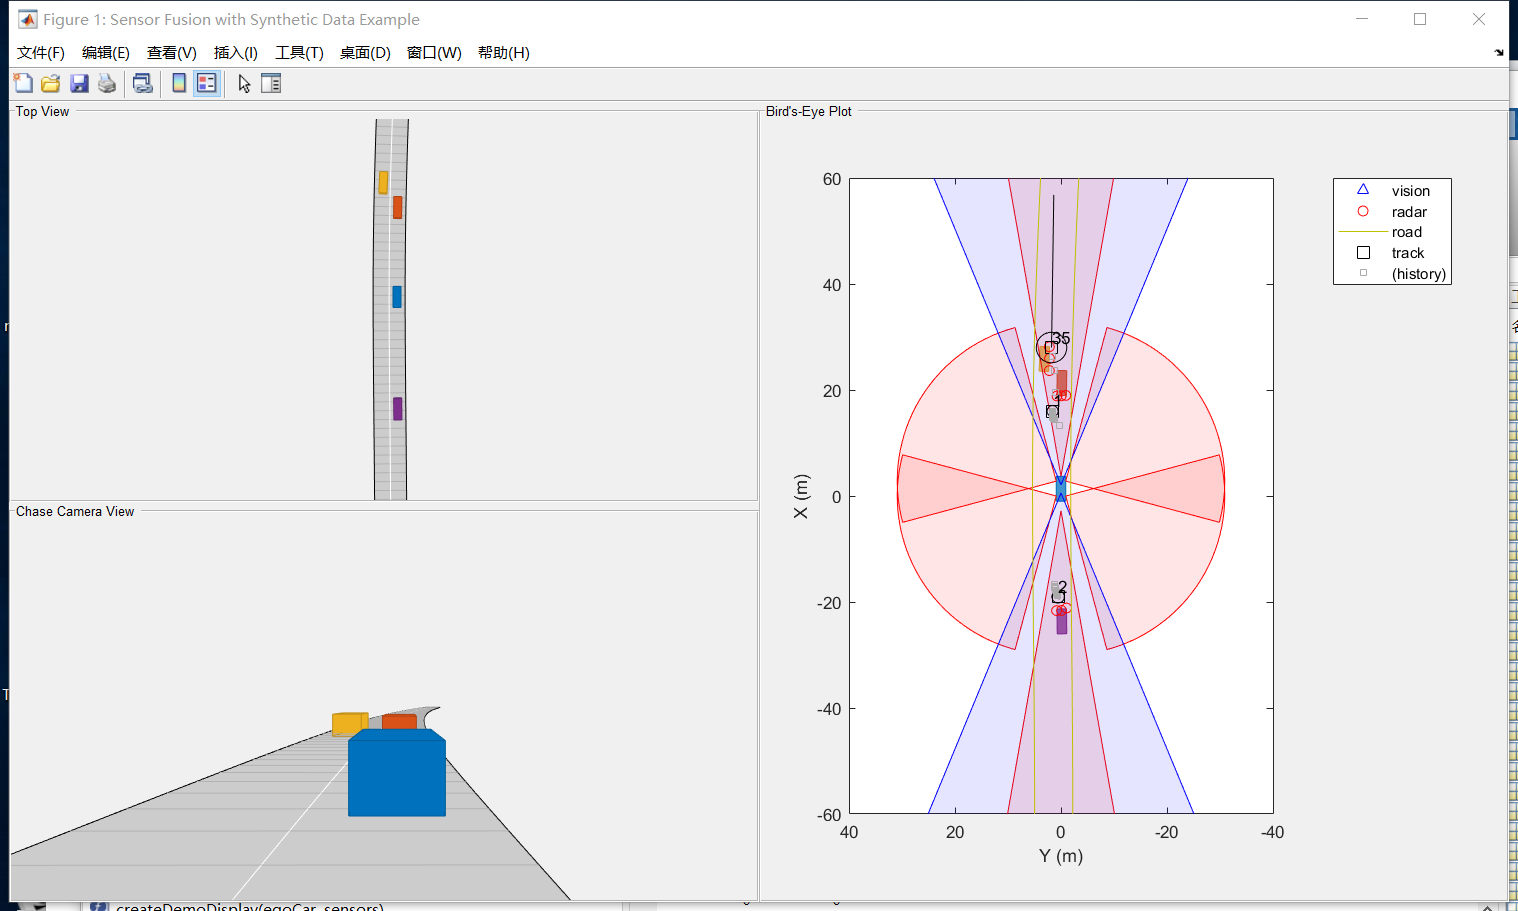 Figure 1: Sensor Fusion with Synthetic Data Example
文件(F) 编辑(E) 查看(V) 插入(I) 工具(T) 桌面(D) 窗口(W) 帮助(H)
Top View
Bird's-Eye Plot
vision
radar
road
track
(history)
60
40
20
0
-20
-40
-60
40 20 0 -20 -40
X (m)
Y (m)
35
1
2
Chase Camera View
createDemoDisplay(egoCar, sensors)